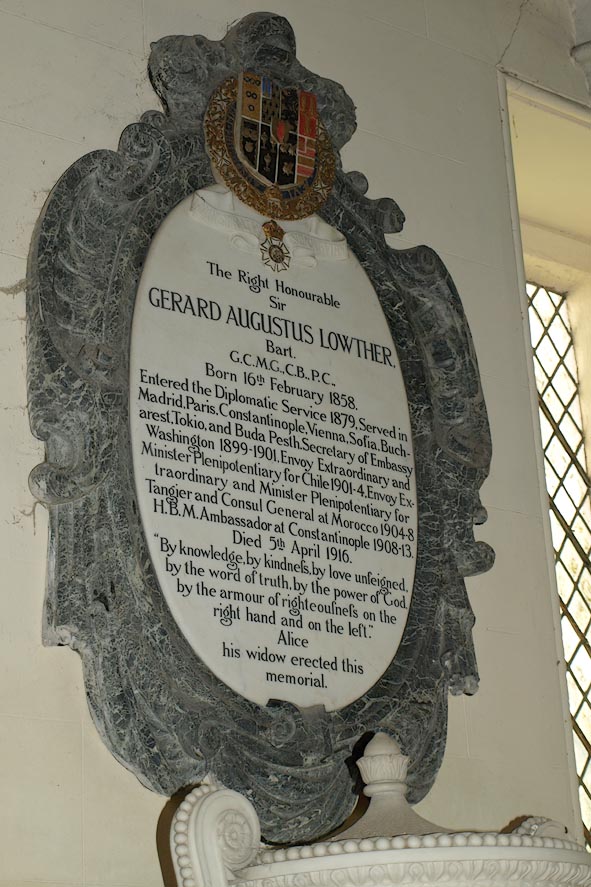 The Right Honourable
Sir
GERARD AUGUSTUS LOWTHER,
Bart.
G.C.M.G., C.B., P.C.,
Born 16th February 1858.
Entered the Diplomatic Service 1879, Served in
Madrid, Paris, Constantinople, Vienna, Sofia, Buch-
arest, Tokio, and Buda Pesth, Secretary of Embassy
Washington 1899-1901, Envoy Extraordinary and
Minister Plenipotentiary for Chile 1901-4, Envoy Ex-
traordinary and Minister Plenipotentiary for
Tangier and Consul General at Morocco 1904-8
H.B.M. Ambassador at Constantinople 1908-13.
Died 5th April 1916.
"By knowledge, by kindneſs, by love unfeigned,
by the word of truth, by the power of God,
by the armour of righteouſneſs on the
right hand and on the left."
Alice
his widow erected this
memorial.